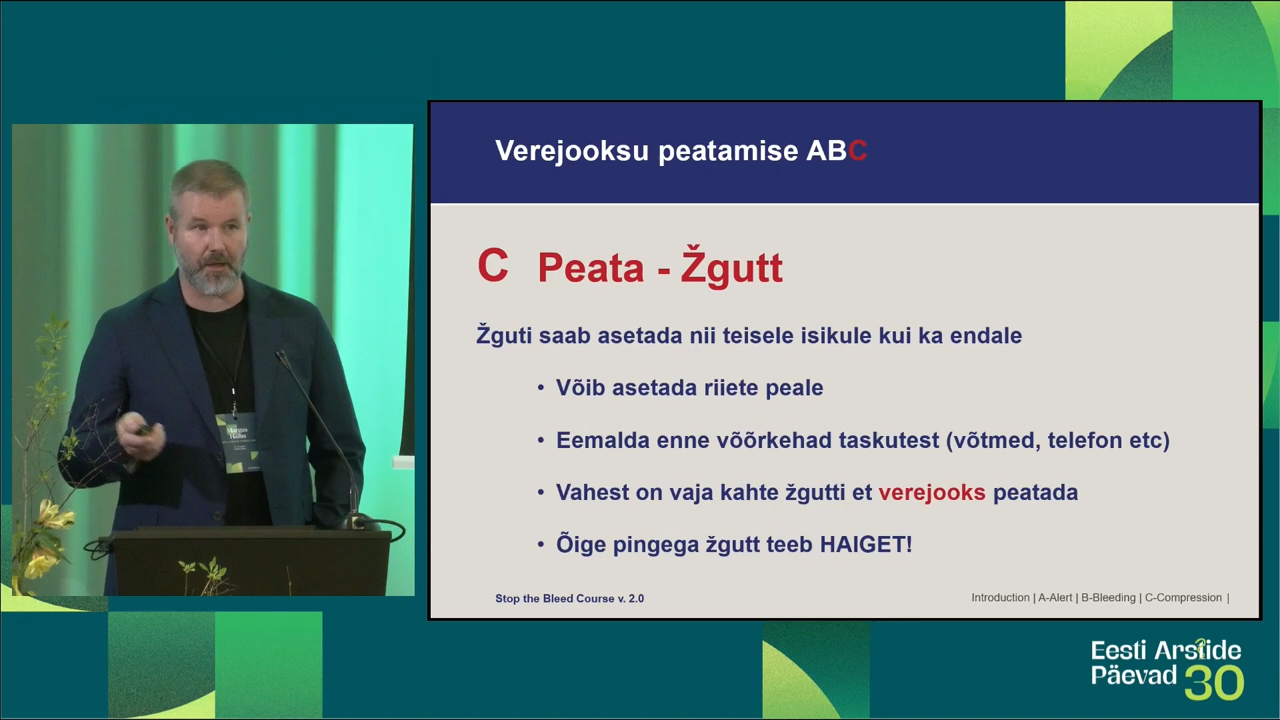 Verejooksu peatamise ABC
C Peata - Žgutt
Žguti saab asetada nii teisele isikule kui ka endale
• Võib asetada riiete peale
• Eemalda enne võõrkehad taskutest (võtmed, telefon etc)
• Vahest on vaja kahte žgutti et verejooks peatada
• Õige pingega žgutt teeb HAIGET!
Stop the Bleed Course v. 2.0
Introduction | A-Alert | B-Bleeding | C-Compression |
Margus
Eesti Arstide
Päevad 30